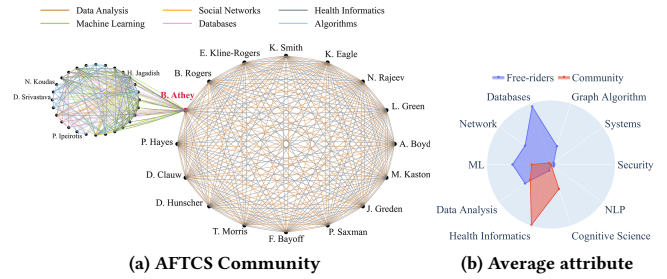 Data Analysis Social Networks Health Informatics
Machine Learning Databases Algorithms
K. Smith
E. Kline-Rogers
K. Eagle
B. Rogers
N. Rajeev
B. Athey
L. Green
P. Hayes
A. Boyd
D. Clauw
M. Kaston
D. Hunscher
J. Greden
T. Morris
P. Saxman
F. Bayoff
H. Jagadish
N. Koudas
D. Srivastava
P. Ipeirotis
(a) AFTCS Community
Free-riders Community
Databases
Graph Algorithm
Network
Systems
ML
Security
Data Analysis
NLP
Health Informatics
Cognitive Science
(b) Average attribute